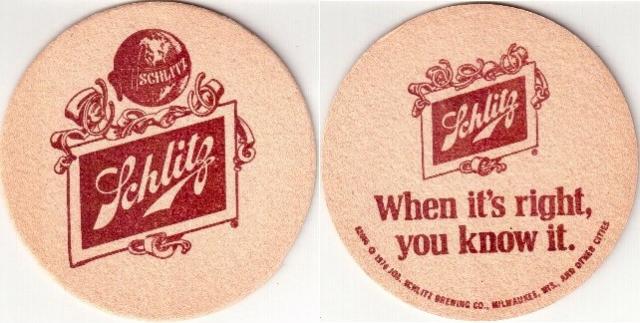 SCHLITZ
Schlitz
Schlitz
When it's right,
you know it.
© 1976 JOS. SCHLITZ BREWING CO., MILWAUKEE, WIS., AND OTHER CITIES